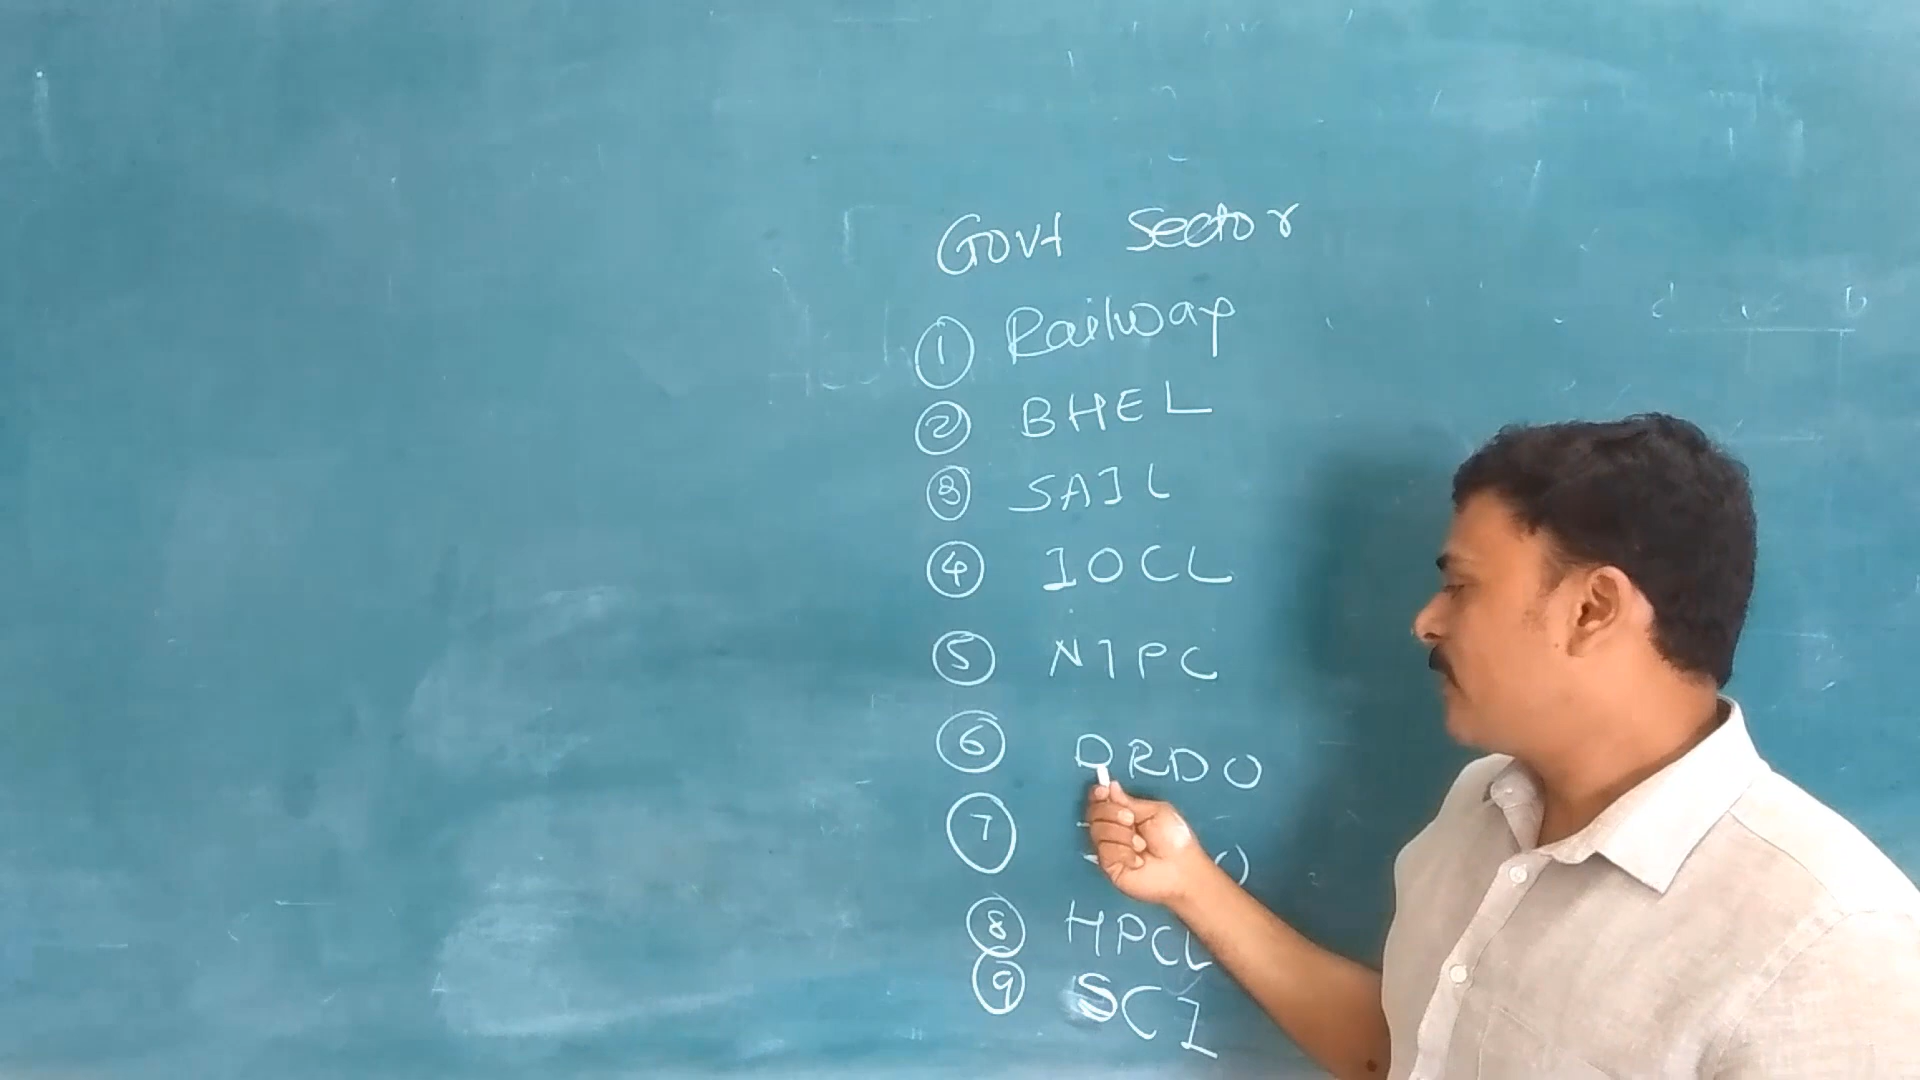 Govt Sector
① Railway
② BHEL
③ SAIL
④ IOCL
⑤ NTPC
⑥ DRDO
⑦
⑧ HPCL
⑨ SCI